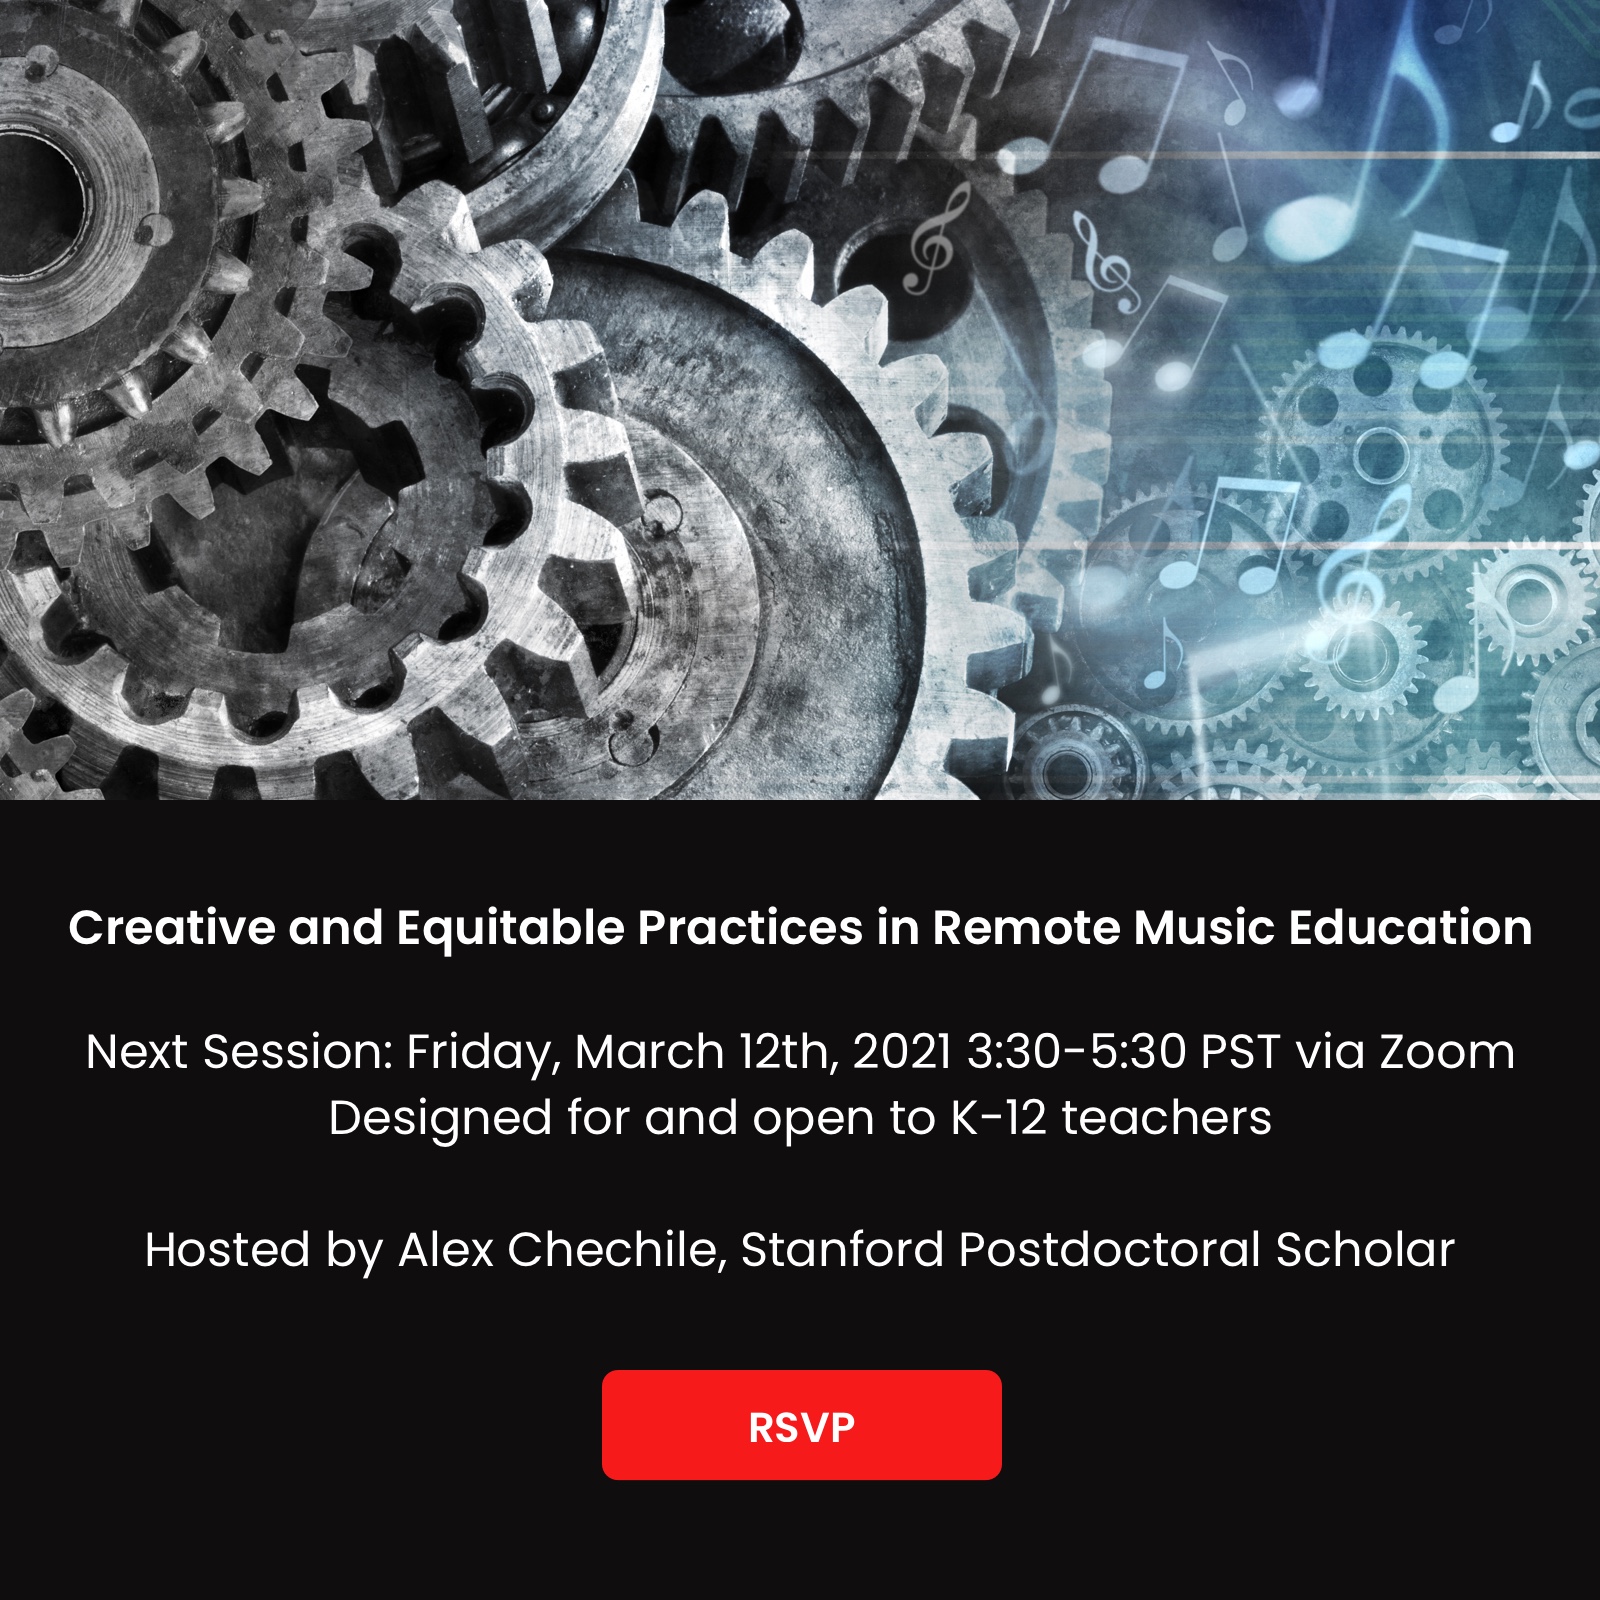 Creative and Equitable Practices in Remote Music Education
Next Session: Friday, March 12th, 2021 3:30-5:30 PST via Zoom
Designed for and open to K-12 teachers
Hosted by Alex Chechile, Stanford Postdoctoral Scholar
RSVP